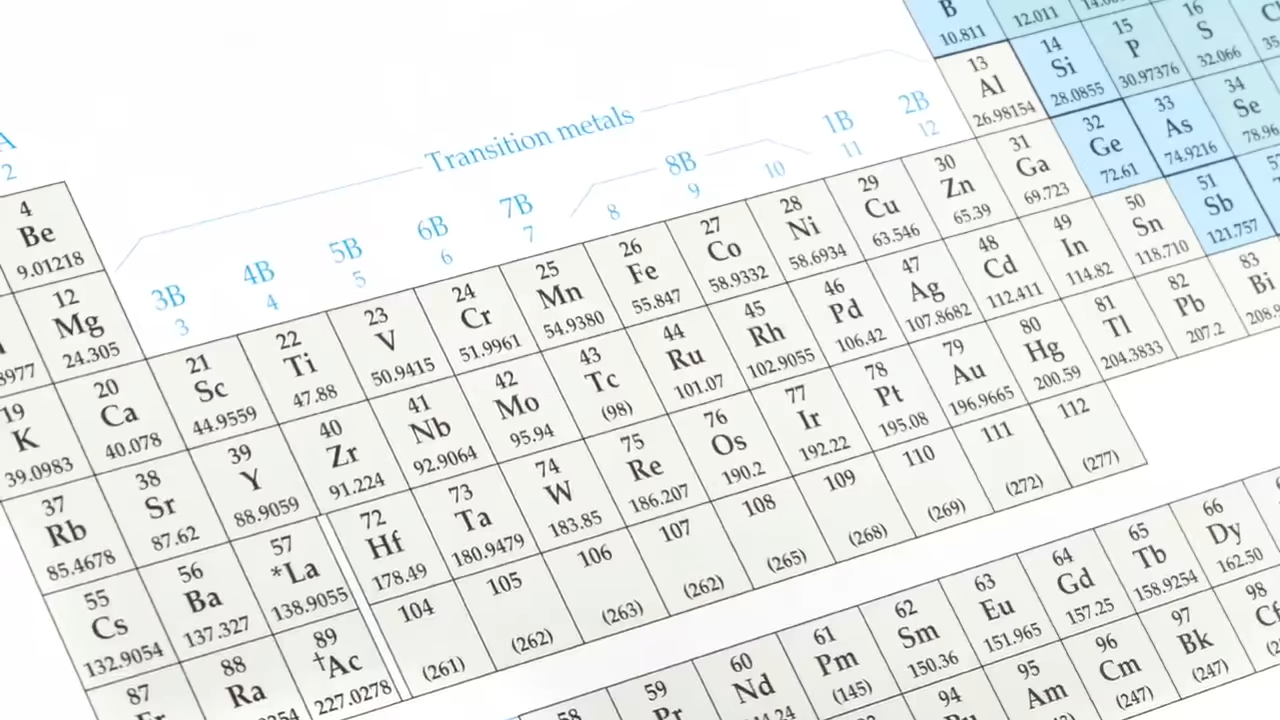 B
10.811
12.011
15
P
30.97376
16
S
32.066
14
Si
28.0855
13
Al
26.98154
34
Se
78.96
33
As
74.9216
32
Ge
72.61
31
Ga
69.723
51
Sb
121.757
50
Sn
118.710
49
In
114.82
83
Bi
82
Pb
207.2
81
Tl
204.3833
Transition metals
3B 4B 5B 6B 7B 8B 1B 2B
3 4 5 6 7 8 9 10 11 12
2
4
Be
9.01218
12
Mg
24.305
19
K
39.0983
20
Ca
40.078
21
Sc
44.9559
22
Ti
47.88
23
V
50.9415
24
Cr
51.9961
25
Mn
54.9380
26
Fe
55.847
27
Co
58.9332
28
Ni
58.6934
29
Cu
63.546
30
Zn
65.39
37
Rb
85.4678
38
Sr
87.62
39
Y
88.9059
40
Zr
91.224
41
Nb
92.9064
42
Mo
95.94
43
Tc
(98)
44
Ru
101.07
45
Rh
102.9055
46
Pd
106.42
47
Ag
107.8682
48
Cd
112.411
55
Cs
132.9054
56
Ba
137.327
57
*La
138.9055
72
Hf
178.49
73
Ta
180.9479
74
W
183.85
75
Re
186.207
76
Os
190.2
77
Ir
192.22
78
Pt
195.08
79
Au
196.9665
80
Hg
200.59
87
88
Ra
89
†Ac
227.0278
104
(261)
105
(262)
106
(263)
107
(262)
108
(265)
109
(268)
110
(269)
111
(272)
112
(277)
58
59
Pr
60
Nd
61
Pm
(145)
62
Sm
150.36
63
Eu
151.965
64
Gd
157.25
65
Tb
158.9254
66
Dy
162.50
94
95
Am
96
Cm
(247)
97
Bk
(247)
98
Cf